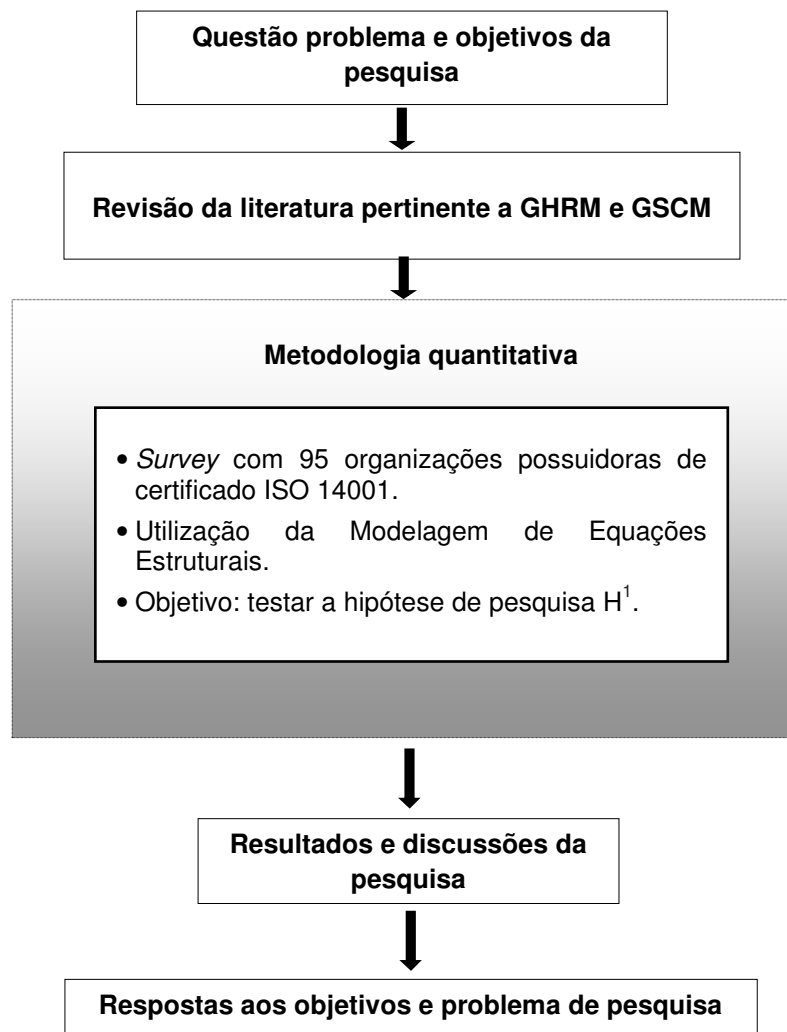 Questão problema e objetivos da
pesquisa
Revisão da literatura pertinente a GHRM e GSCM
Metodologia quantitativa
• Survey com 95 organizações possuidoras de
certificado ISO 14001.
• Utilização da Modelagem de Equações
Estruturais.
• Objetivo: testar a hipótese de pesquisa H¹.
Resultados e discussões da
pesquisa
Respostas aos objetivos e problema de pesquisa